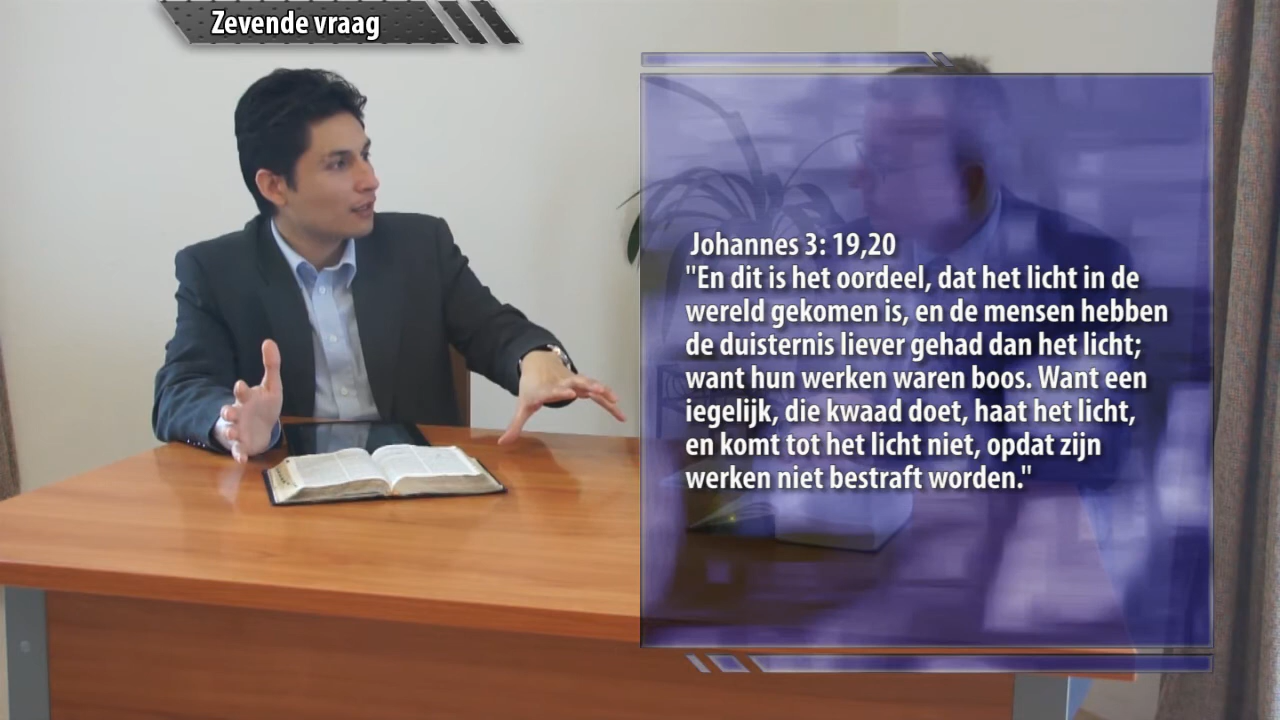 Zevende vraag
Johannes 3: 19,20
"En dit is het oordeel, dat het licht in de
wereld gekomen is, en de mensen hebben
de duisternis liever gehad dan het licht;
want hun werken waren boos. Want een
iegelijk, die kwaad doet, haat het licht,
en komt tot het licht niet, opdat zijn
werken niet bestraft worden."